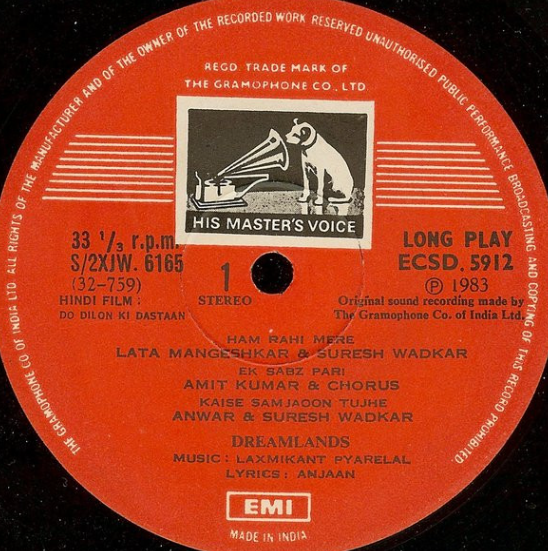 THE GRAMOPHONE CO. OF INDIA LTD. ALL RIGHTS OF THE MANUFACTURER AND OF THE OWNER OF THE RECORDED WORK RESERVED UNAUTHORISED PUBLIC PERFORMANCE BROADCASTING AND COPYING OF THIS RECORD PROHIBITED
REGD. TRADE MARK OF
THE GRAMOPHONE CO., LTD
HIS MASTER'S VOICE
33 1/3 r.p.m.
S/2XJW. 6165
(32-759)
HINDI FILM :
DO DILON KI DASTAAN
1
STEREO
LONG PLAY
ECSD. 5912
℗ 1983
Original sound recording made by
The Gramophone Co. of India Ltd.
HAM RAHI MERE
LATA MANGESHKAR & SURESH WADKAR
EK SABZ PARI
AMIT KUMAR & CHORUS
KAISE SAMJAOON TUJHE
ANWAR & SURESH WADKAR
DREAMLANDS
MUSIC : LAXMIKANT PYARELAL
LYRICS : ANJAAN
EMI
MADE IN INDIA